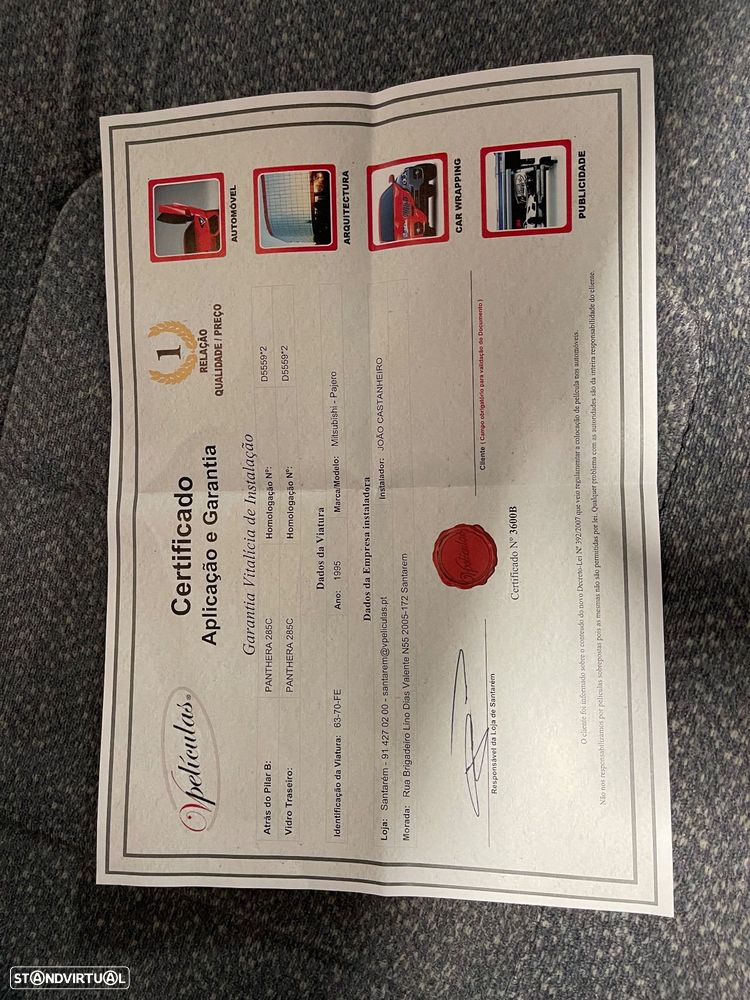 Vpelículas®
Certificado
Aplicação e Garantia
Garantia Vitalícia de Instalação
1
RELAÇÃO
QUALIDADE / PREÇO
AUTOMÓVEL
ARQUITECTURA
CAR WRAPPING
PUBLICIDADE
Atrás do Pilar B: PANTHERA 285C Homologação Nº: D5559*2
Vidro Traseiro: PANTHERA 285C Homologação Nº: D5559*2
Dados da Viatura
Identificação da Viatura: 63-70-FE Ano: 1995 Marca/Modelo: Mitsubishi - Pajero
Dados da Empresa instaladora
Loja: Santarém - 91 427 02 00 - santarem@vpeliculas.pt Instalador: JOÃO CASTANHEIRO
Morada: Rua Brigadeiro Lino Dias Valente N55 2005-172 Santarem
Responsável da Loja de Santarém
Vpelículas
Cliente ( Campo obrigatório para validação do Documento )
Certificado Nº 3600B
O cliente foi informado sobre o conteudo do novo Decreto-Lei Nº 392/2007 que veio regulamentar a colocação de película nos automóveis.
Não nos responsabilizamos por películas sobrepostas pois as mesmas não são permitidas por lei. Qualquer problema com as autoridades são da inteira responsabilidade do cliente.
STANDVIRTUAL